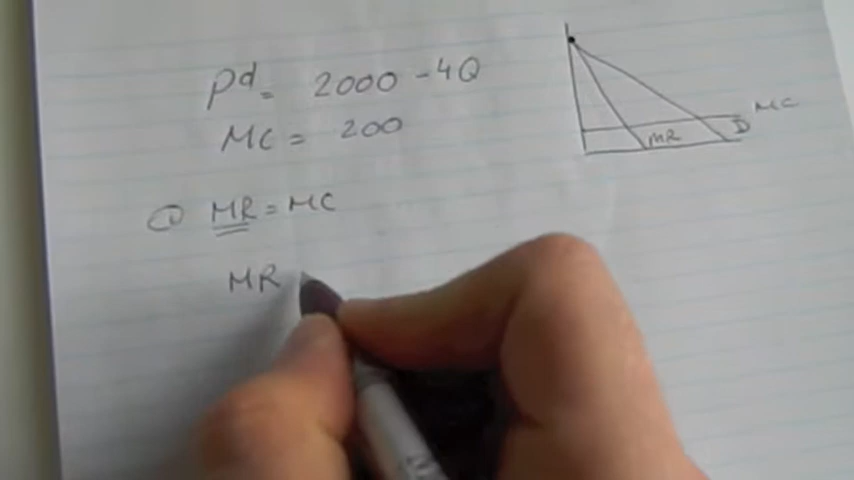 Pd = 2000 - 4Q
MC = 200
① MR = MC
MR
MC
D
MR